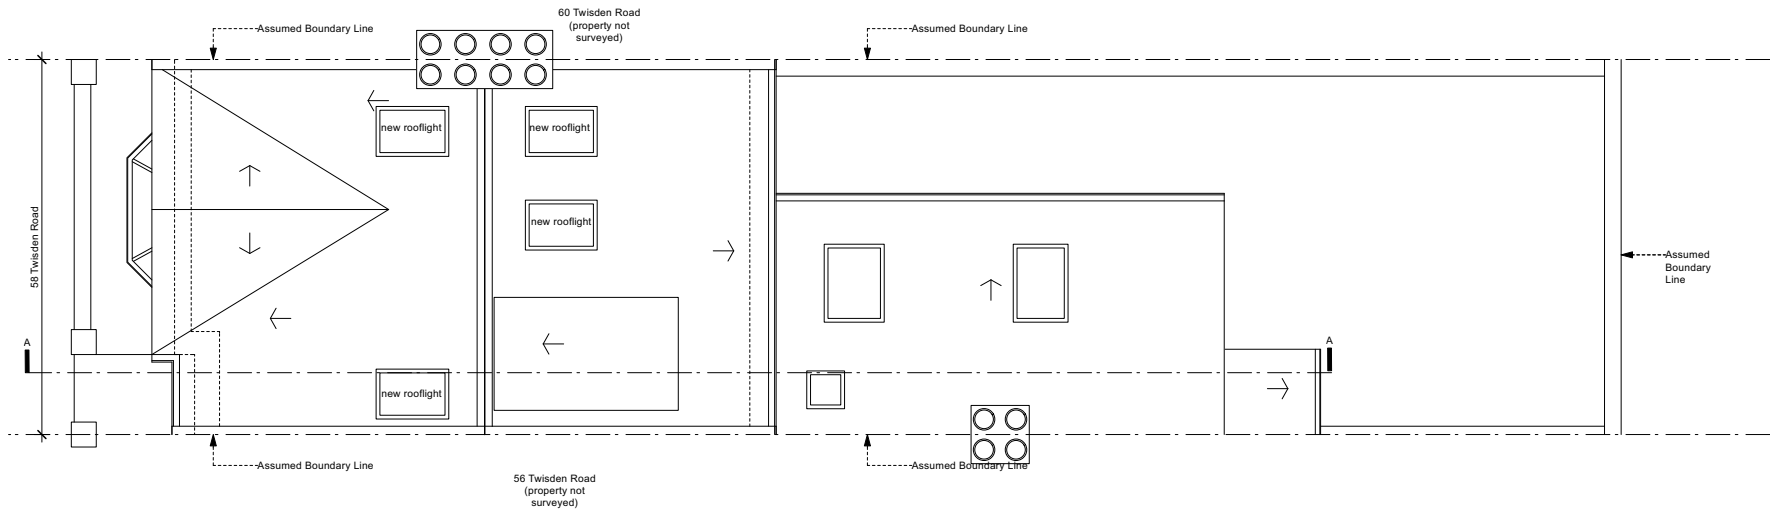 60 Twisden Road
(property not
surveyed)
Assumed Boundary Line
Assumed Boundary Line
new rooflight
new rooflight
new rooflight
58 Twisden Road
Assumed
Boundary
Line
A
A
new rooflight
Assumed Boundary Line
Assumed Boundary Line
56 Twisden Road
(property not
surveyed)